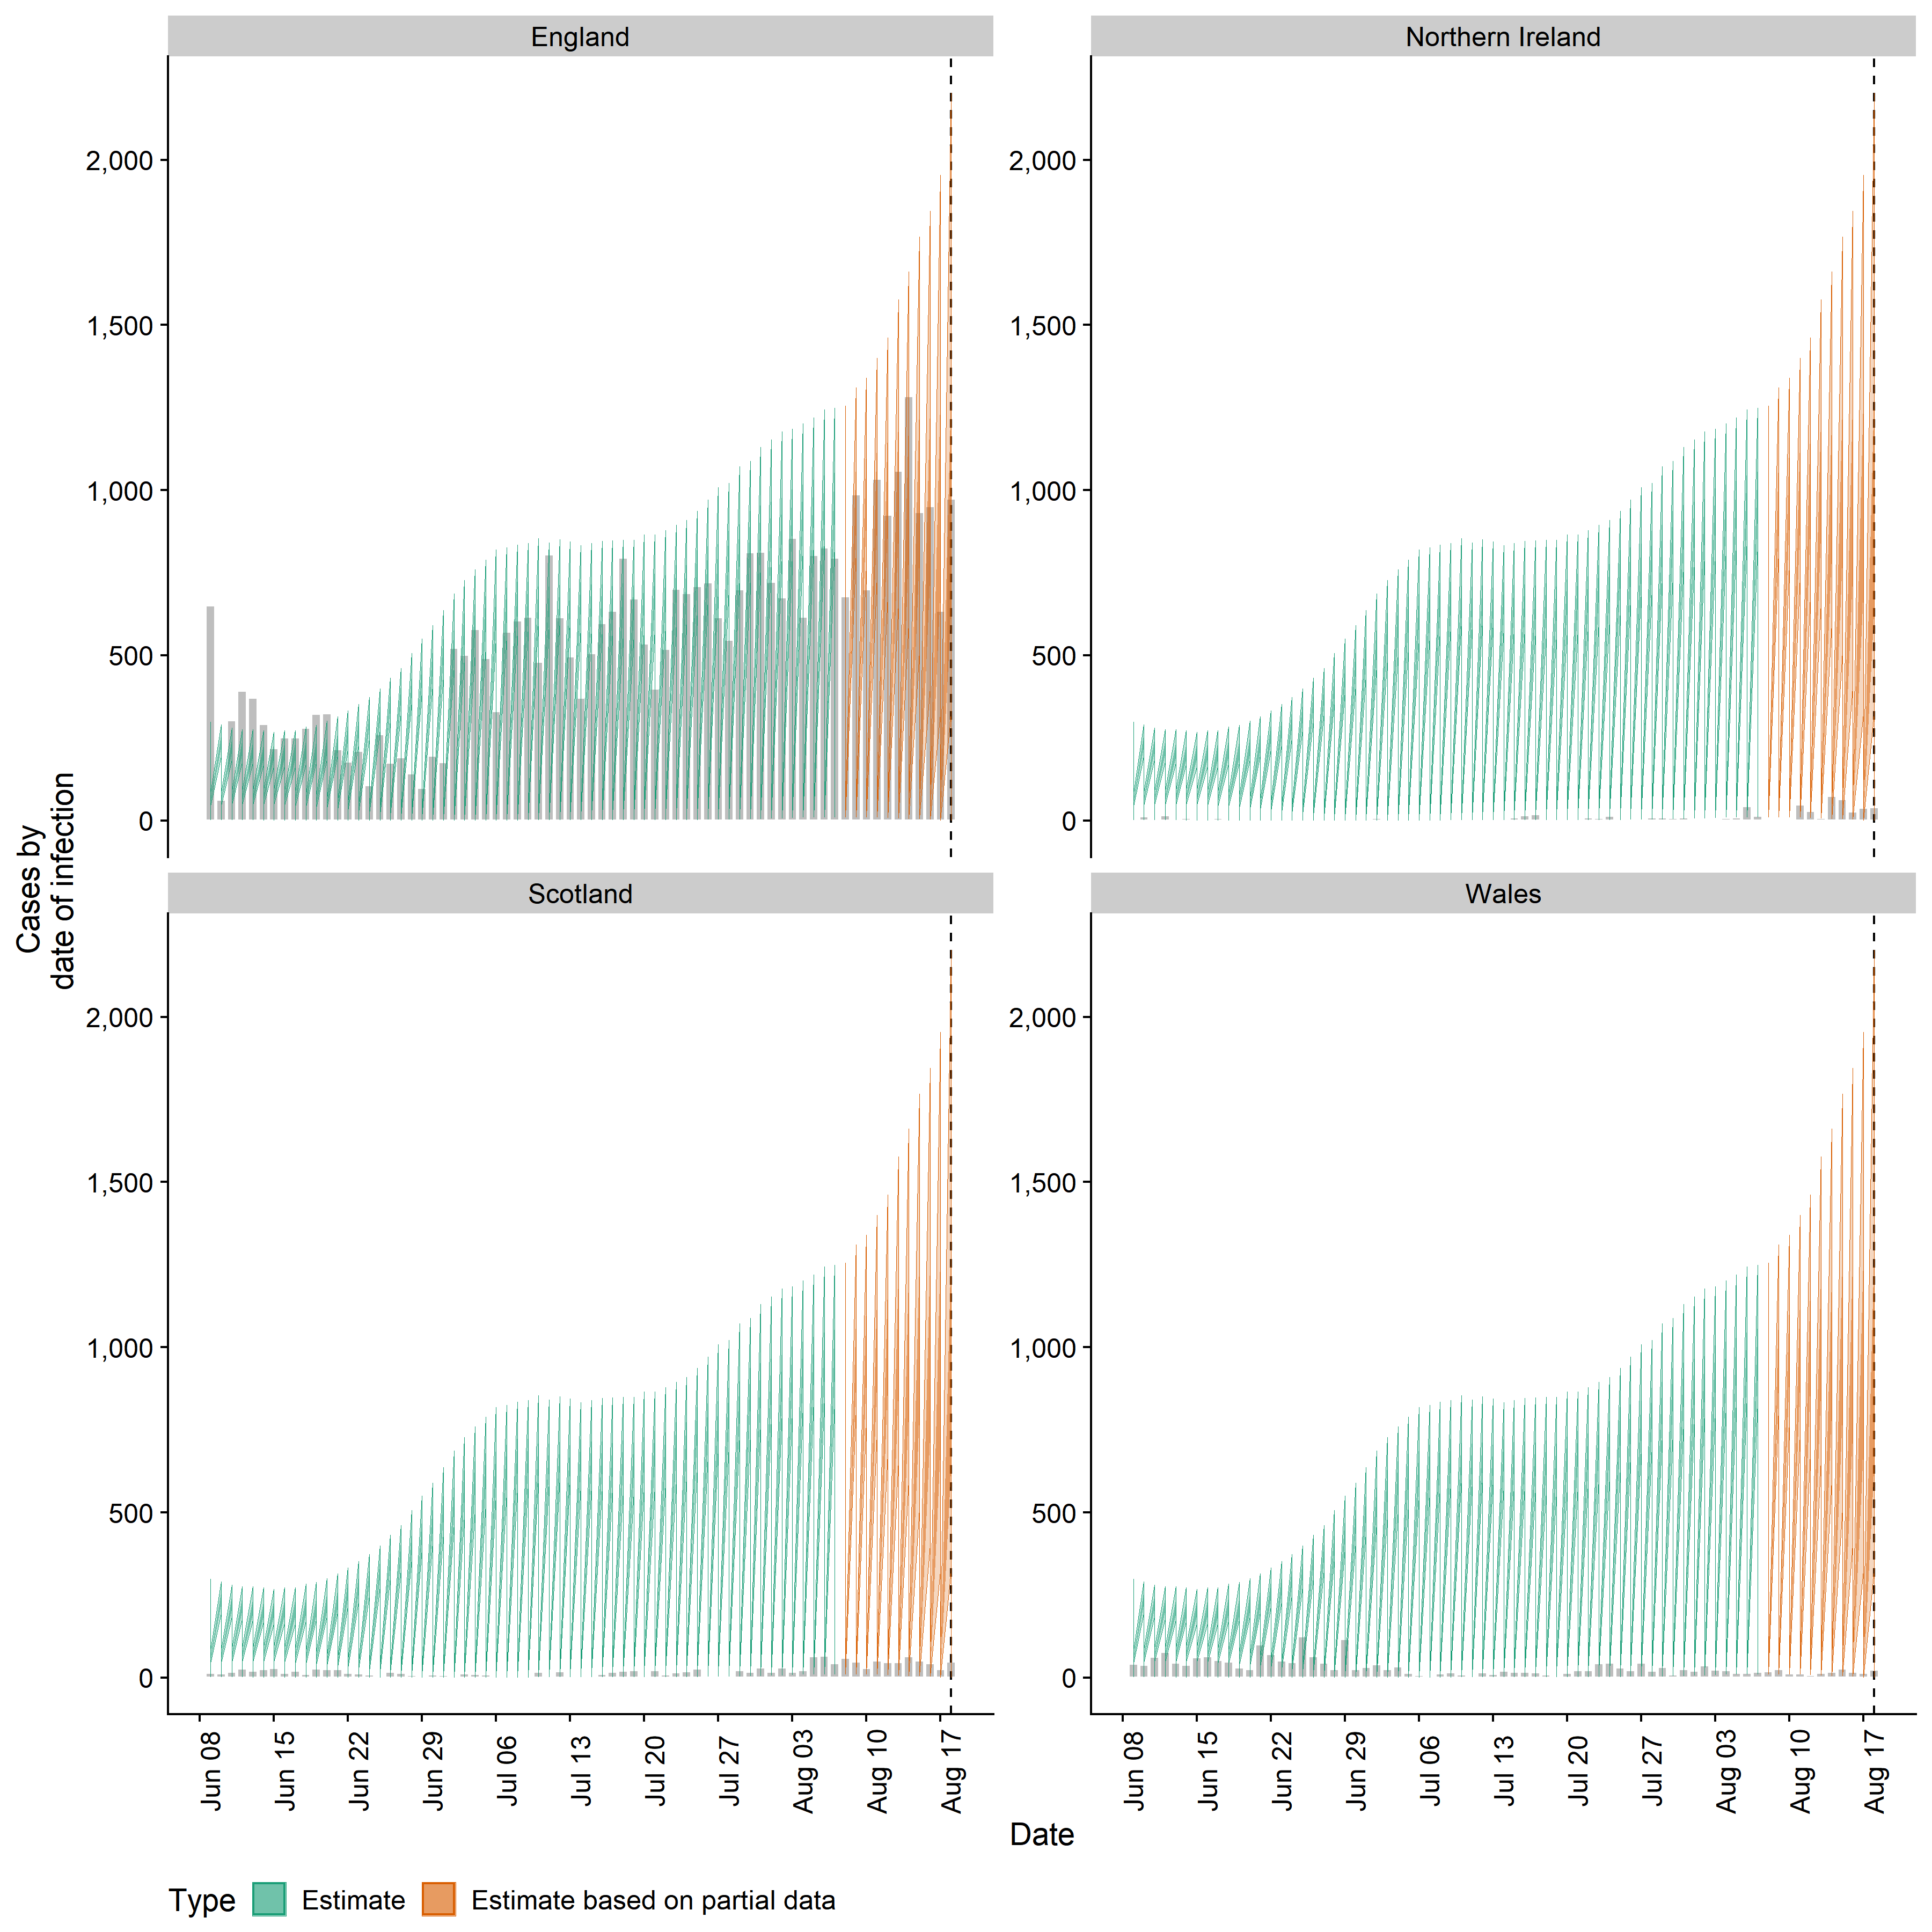 England
Northern Ireland
2,000
1,500
1,000
500
0
2,000
1,500
1,000
500
0
Cases by
date of infection
Scotland
Wales
2,000
1,500
1,000
500
0
2,000
1,500
1,000
500
0
Jun 08
Jun 15
Jun 22
Jun 29
Jul 06
Jul 13
Jul 20
Jul 27
Aug 03
Aug 10
Aug 17
Jun 08
Jun 15
Jun 22
Jun 29
Jul 06
Jul 13
Jul 20
Jul 27
Aug 03
Aug 10
Aug 17
Date
Type Estimate Estimate based on partial data